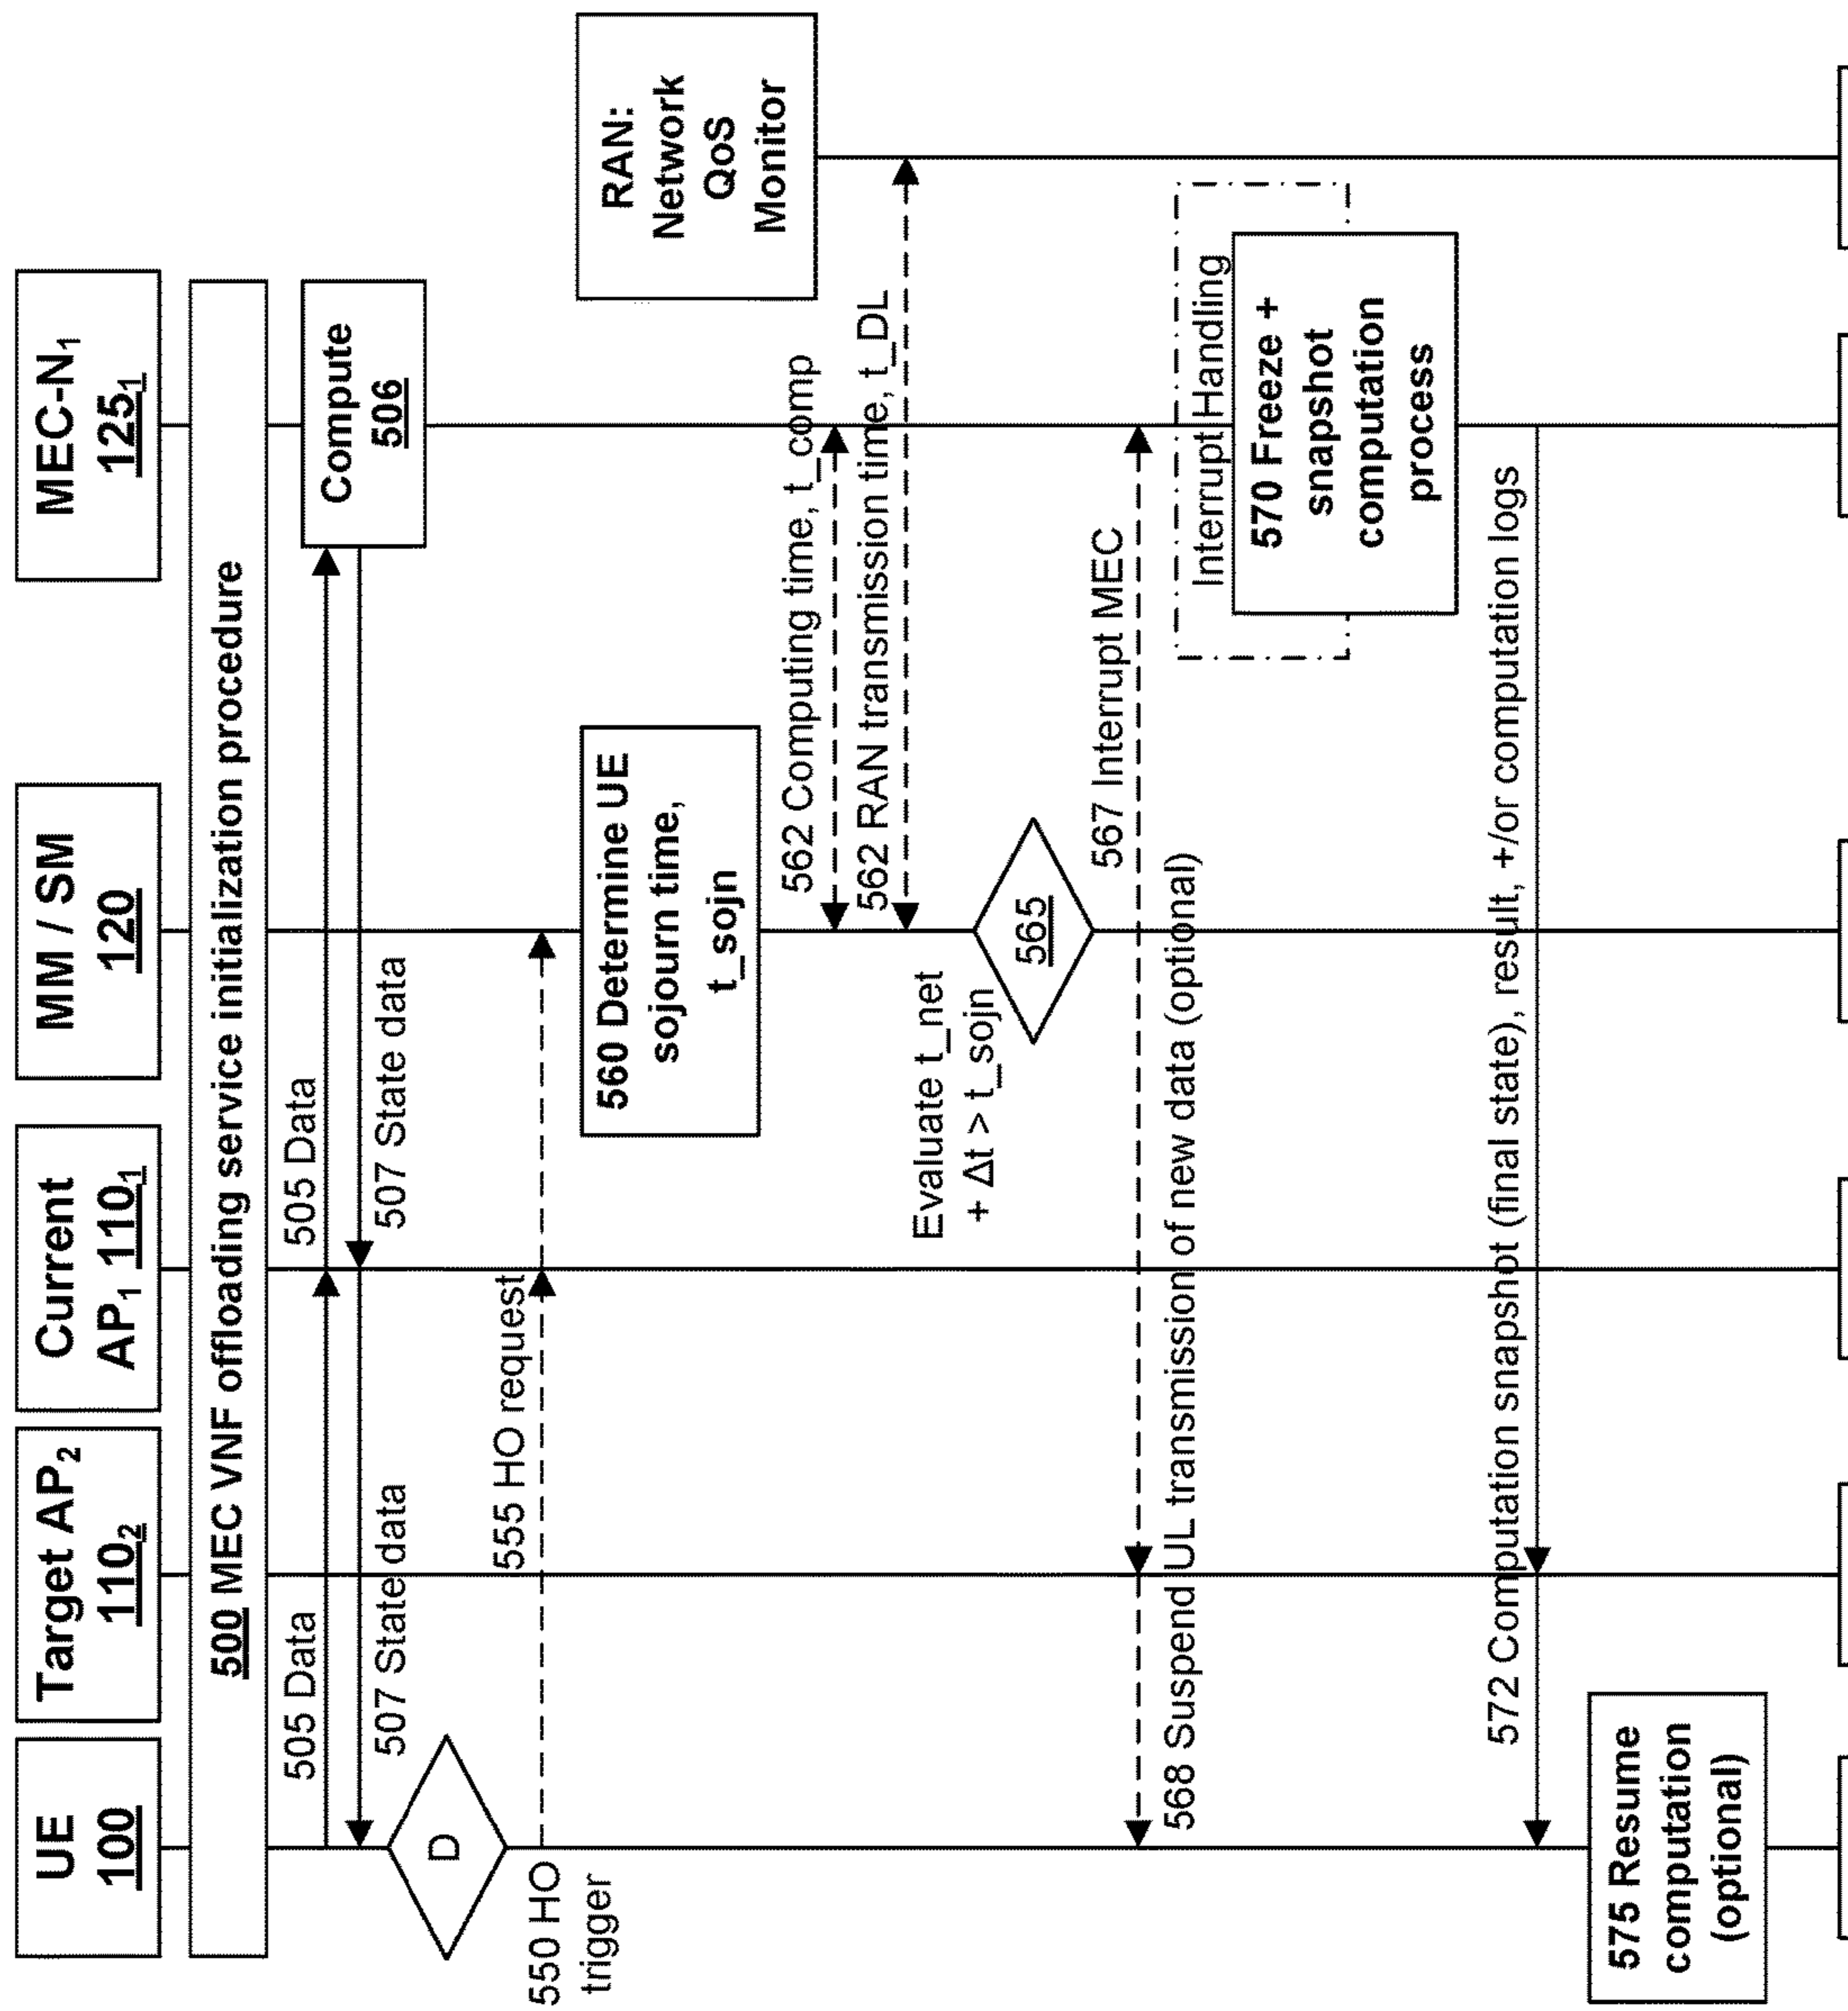 UE
100
Target AP₂
110₂
Current
AP₁ 110₁
MM / SM
120
MEC-N₁
125₁
500 MEC VNF offloading service initialization procedure
505 Data
505 Data
Compute
506
507 State data
507 State data
D
550 HO
trigger
555 HO request
560 Determine UE
sojourn time,
t_sojn
RAN:
Network
QoS
Monitor
562 Computing time, t_comp
562 RAN transmission time, t_DL
Evaluate t_net
+ Δt > t_sojn
565
567 Interrupt MEC
568 Suspend UL transmission of new data (optional)
Interrupt Handling
570 Freeze +
snapshot
computation
process
572 Computation snapshot (final state), result, +/or computation logs
575 Resume
computation
(optional)